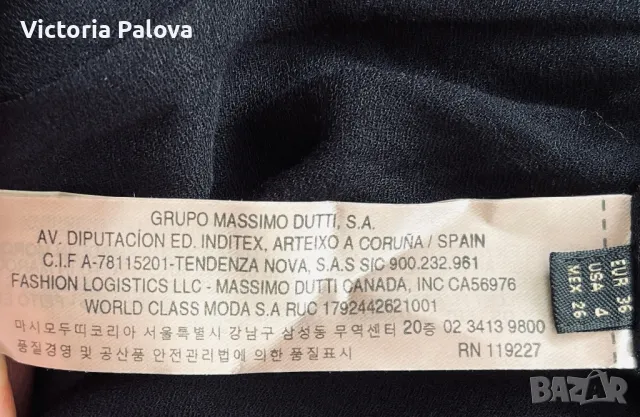 Victoria Palova
GRUPO MASSIMO DUTTI, S.A.
AV. DIPUTACÍON ED. INDITEX, ARTEIXO A CORUÑA / SPAIN
C.I.F A-78115201-TENDENZA NOVA, S.A.S SIC 900.232.961
FASHION LOGISTICS LLC - MASSIMO DUTTI CANADA, INC CA56976
WORLD CLASS MODA S.A RUC 1792442621001
마시모두띠코리아 서울특별시 강남구 삼성동 무역센터 20층 02 3413 9800
품질경영 및 공산품 안전관리법에 의한 품질표시
RN 119227
EUR 36
USA 4
MEX 26
BAZAR.BG